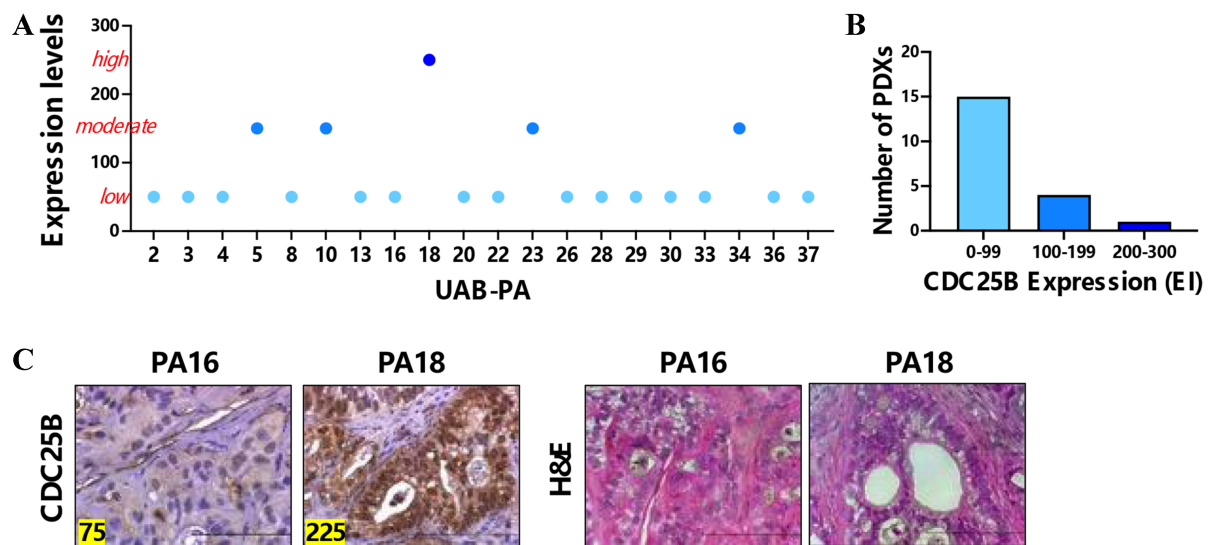 A
Expression levels
300
high
200
moderate
100
low
0
2 3 4 5 8 10 13 16 18 20 22 23 26 28 29 30 33 34 36 37
UAB-PA
B
Number of PDXs
20
15
10
5
0
0-99 100-199 200-300
CDC25B Expression (EI)
C
PA16 PA18 PA16 PA18
CDC25B
75
225
H&E